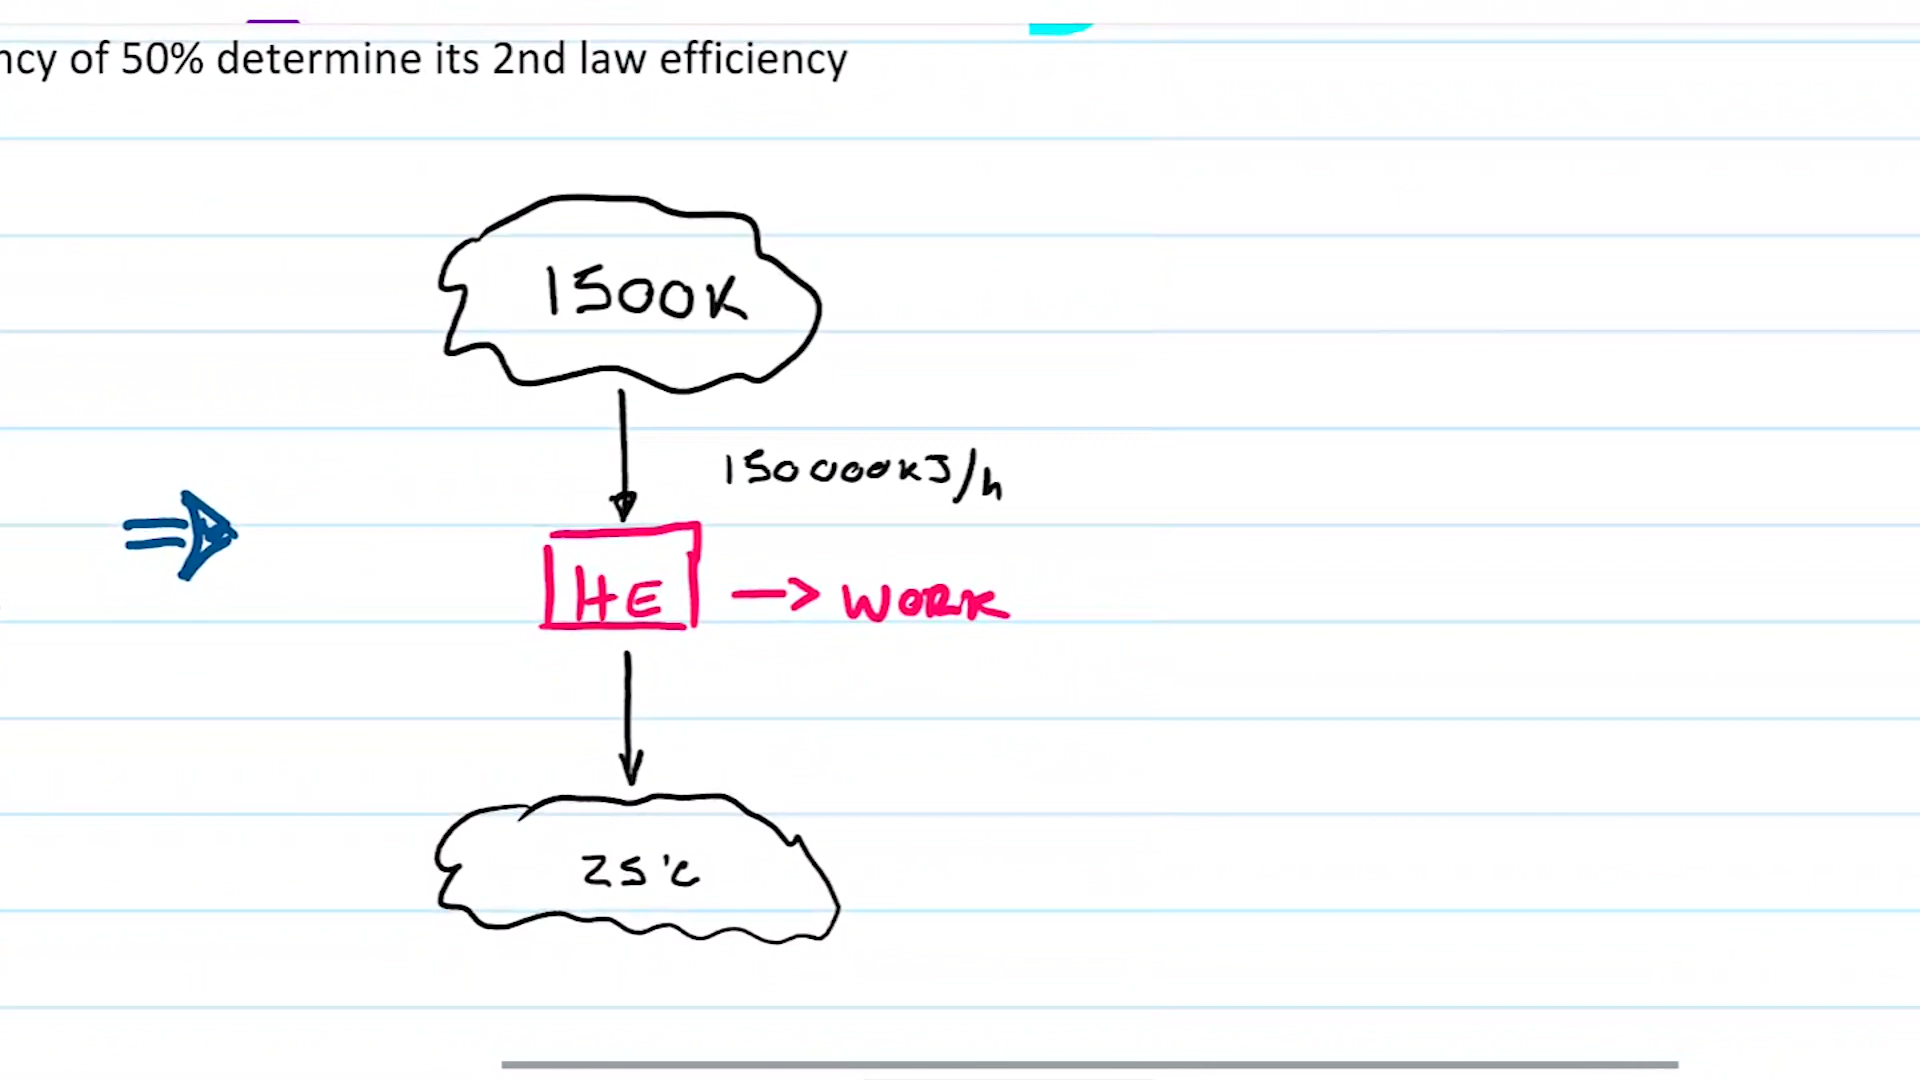 ncy of 50% determine its 2nd law efficiency
1500K
150000KJ/h
HE -> WORK
25°C